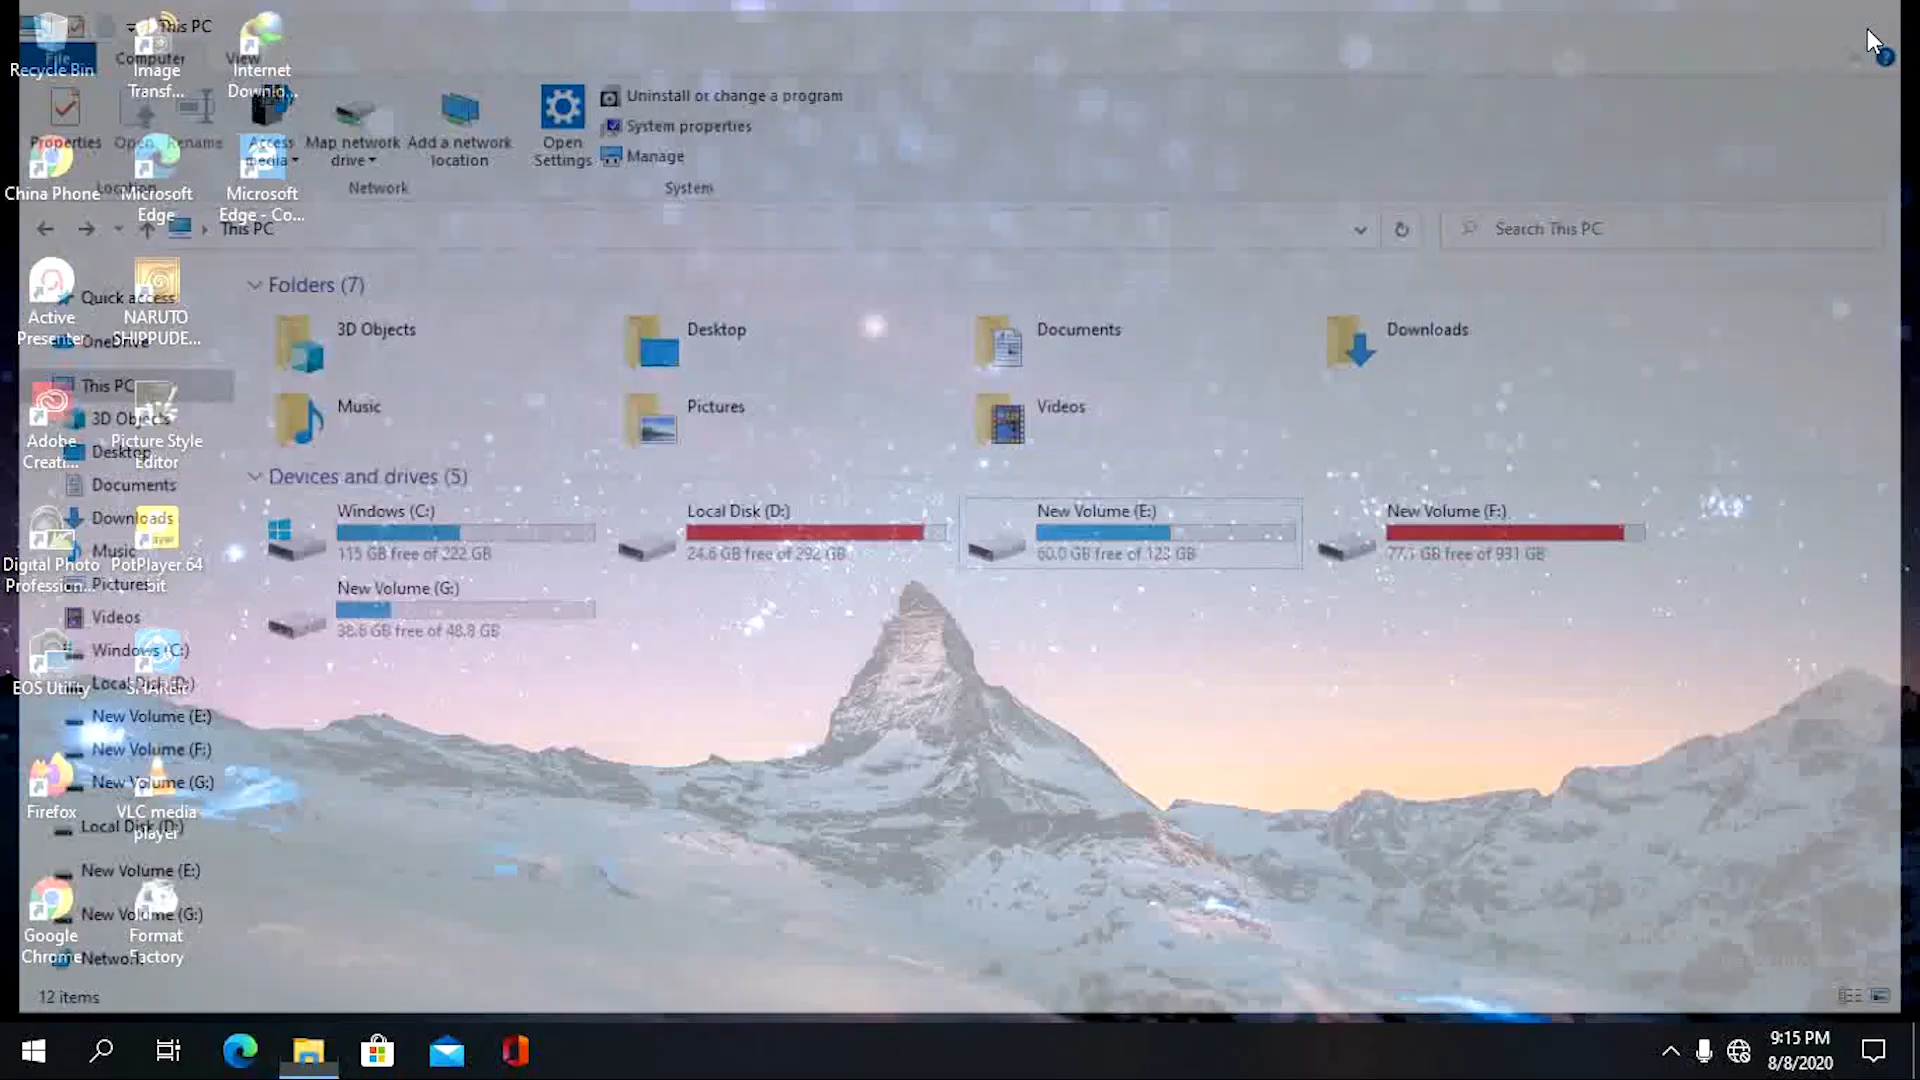 This PC
File
Computer
View
Recycle Bin
Image
Transf...
Internet
Downlo...
Properties
Open
Rename
Access
media
Map network
drive
Add a network
location
Open
Settings
Uninstall or change a program
System properties
Manage
Location
Network
System
China Phone
Microsoft
Edge
Microsoft
Edge - Co...
This PC
Search This PC
Quick access
OneDrive
This PC
3D Objects
Desktop
Documents
Downloads
Music
Pictures
Videos
Windows (C:)
Local Disk (D:)
New Volume (E:)
New Volume (F:)
New Volume (G:)
Local Disk (D:)
New Volume (E:)
New Volume (G:)
Network
Active
Presenter
NARUTO
SHIPPUDE...
Adobe
Creati...
Picture Style
Editor
Digital Photo
Profession...
PotPlayer 64
bit
EOS Utility
SHAREit
Firefox
VLC media
player
Google
Chrome
Format
Factory
Folders (7)
3D Objects
Desktop
Documents
Downloads
Music
Pictures
Videos
Devices and drives (5)
Windows (C:)
115 GB free of 222 GB
Local Disk (D:)
24.6 GB free of 292 GB
New Volume (E:)
60.0 GB free of 123 GB
New Volume (F:)
77.1 GB free of 931 GB
New Volume (G:)
38.6 GB free of 48.8 GB
12 items
9:15 PM
8/8/2020